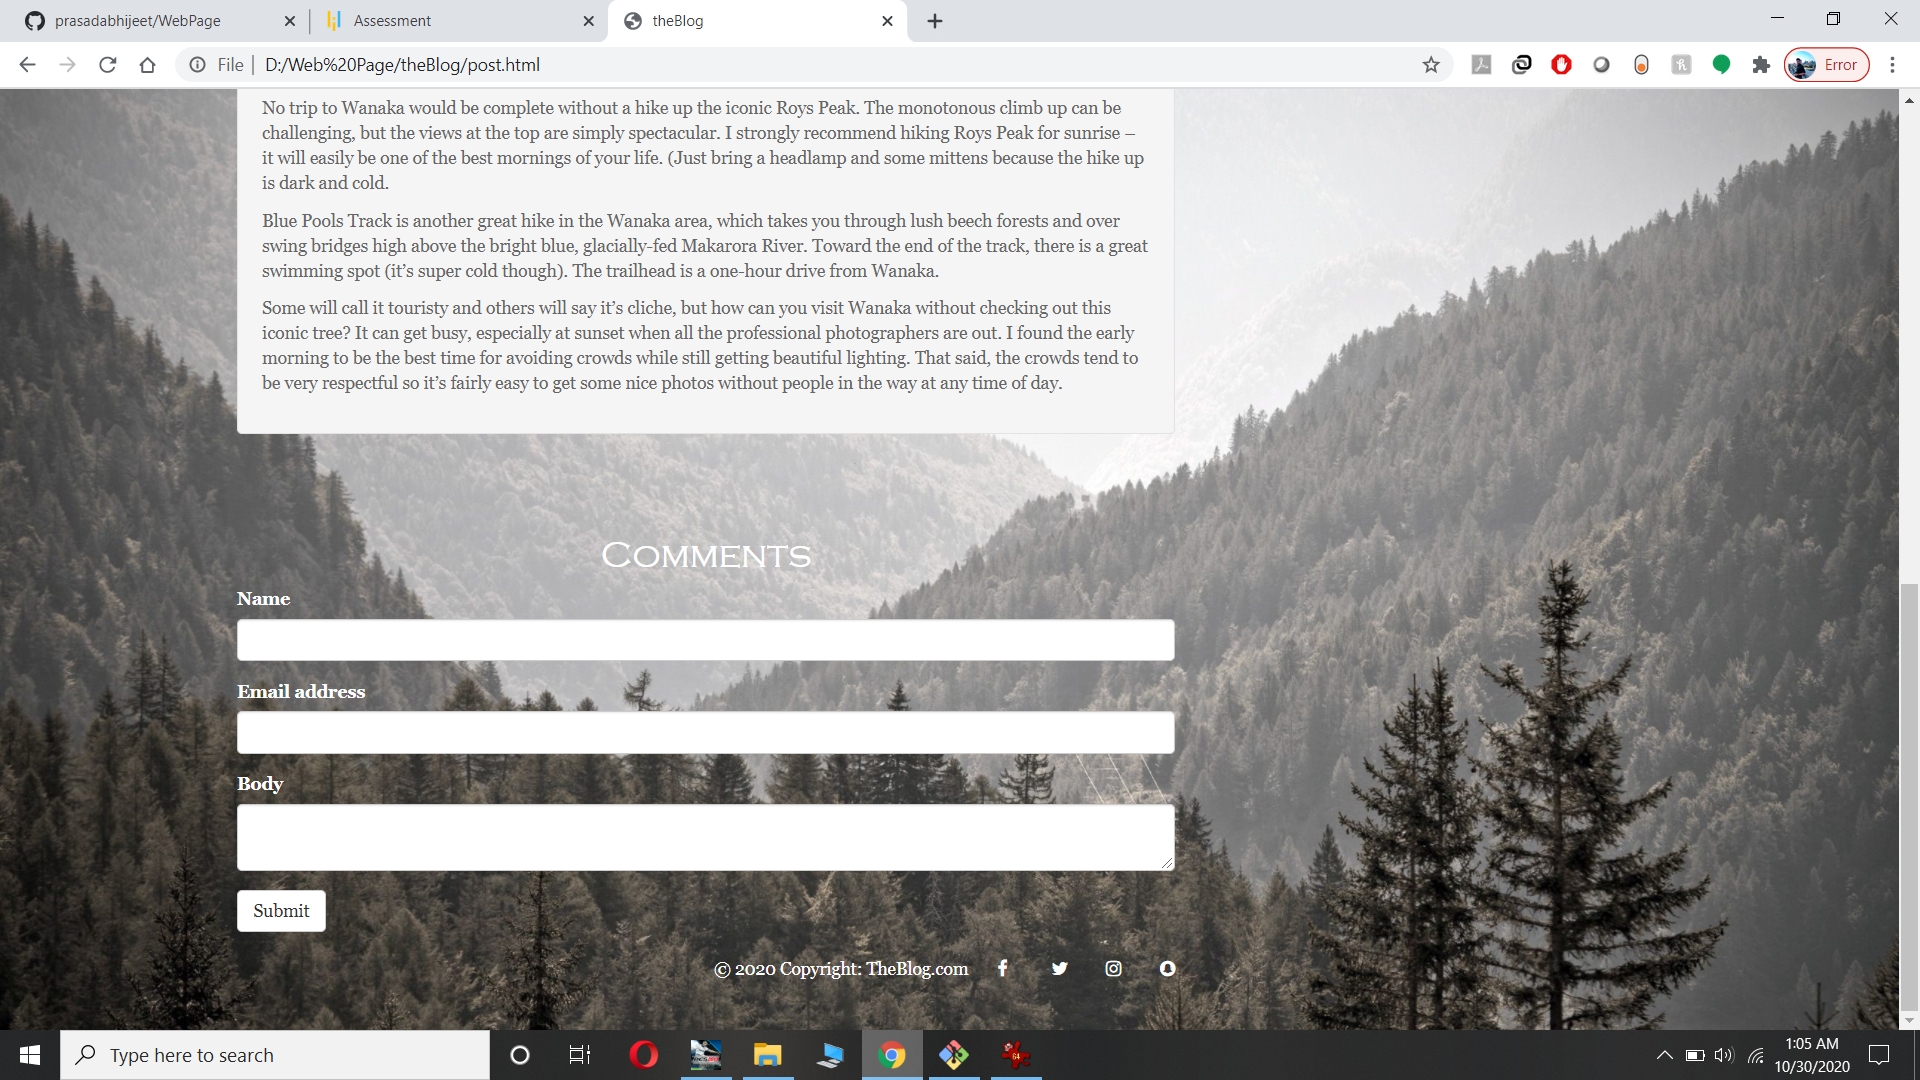 prasadabhijeet/WebPage
Assessment
theBlog
File
D:/Web%20Page/theBlog/post.html
Error
No trip to Wanaka would be complete without a hike up the iconic Roys Peak. The monotonous climb up can be
challenging, but the views at the top are simply spectacular. I strongly recommend hiking Roys Peak for sunrise –
it will easily be one of the best mornings of your life. (Just bring a headlamp and some mittens because the hike up
is dark and cold.
Blue Pools Track is another great hike in the Wanaka area, which takes you through lush beech forests and over
swing bridges high above the bright blue, glacially-fed Makarora River. Toward the end of the track, there is a great
swimming spot (it’s super cold though). The trailhead is a one-hour drive from Wanaka.
Some will call it touristy and others will say it’s cliche, but how can you visit Wanaka without checking out this
iconic tree? It can get busy, especially at sunset when all the professional photographers are out. I found the early
morning to be the best time for avoiding crowds while still getting beautiful lighting. That said, the crowds tend to
be very respectful so it’s fairly easy to get some nice photos without people in the way at any time of day.
Comments
Name
Email address
Body
Submit
© 2020 Copyright: TheBlog.com
Type here to search
64
1:05 AM
10/30/2020